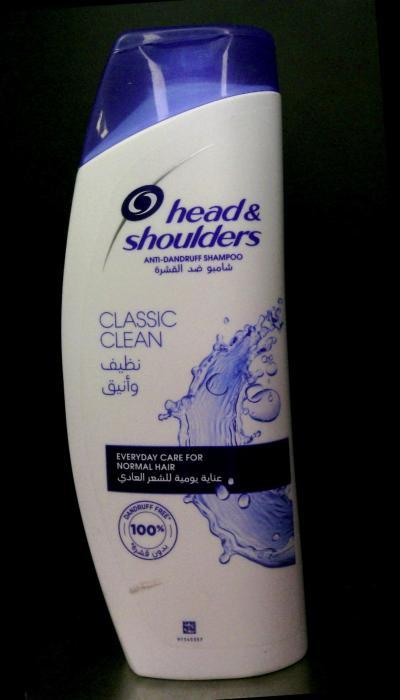 head &
shoulders
ANTI-DANDRUFF SHAMPOO
شامبو ضد القشرة
CLASSIC
CLEAN
نظيف
وأنيق
EVERYDAY CARE FOR
NORMAL HAIR
عناية يومية للشعر العادي
DANDRUFF FREE*
100%
بدون قشرة*